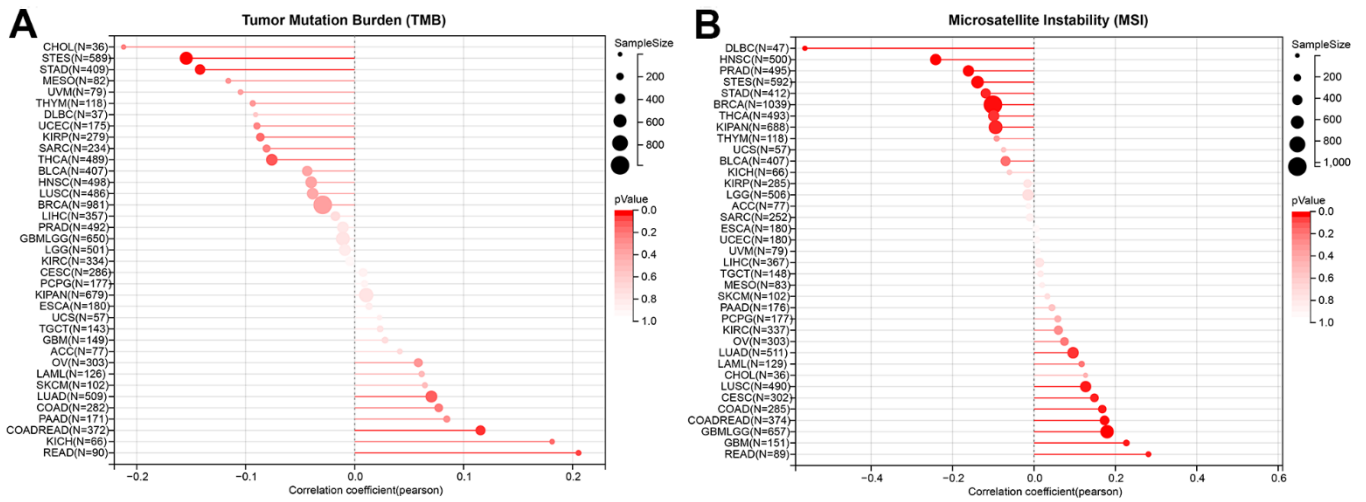 A
Tumor Mutation Burden (TMB)
CHOL(N=36)
STES(N=589)
STAD(N=409)
MESO(N=82)
UVM(N=79)
THYM(N=118)
DLBC(N=37)
UCEC(N=175)
KIRP(N=279)
SARC(N=234)
THCA(N=489)
BLCA(N=407)
HNSC(N=498)
LUSC(N=486)
BRCA(N=981)
LIHC(N=357)
PRAD(N=492)
GBMLGG(N=650)
LGG(N=501)
KIRC(N=334)
CESC(N=286)
PCPG(N=177)
KIPAN(N=679)
ESCA(N=180)
UCS(N=57)
TGCT(N=143)
GBM(N=149)
ACC(N=77)
OV(N=303)
LAML(N=126)
SKCM(N=102)
LUAD(N=509)
COAD(N=282)
PAAD(N=171)
COADREAD(N=372)
KICH(N=66)
READ(N=90)
−0.2
−0.1
0.0
0.1
0.2
Correlation coefficient(pearson)
SampleSize
200
400
600
800
pValue
0.0
0.2
0.4
0.6
0.8
1.0
B
Microsatellite Instability (MSI)
DLBC(N=47)
HNSC(N=500)
PRAD(N=495)
STES(N=592)
STAD(N=412)
BRCA(N=1039)
THCA(N=493)
KIPAN(N=688)
THYM(N=118)
UCS(N=57)
BLCA(N=407)
KICH(N=66)
KIRP(N=285)
LGG(N=506)
ACC(N=77)
SARC(N=252)
ESCA(N=180)
UCEC(N=180)
UVM(N=79)
LIHC(N=367)
TGCT(N=148)
MESO(N=83)
SKCM(N=102)
PAAD(N=176)
PCPG(N=177)
KIRC(N=337)
OV(N=303)
LUAD(N=511)
LAML(N=129)
CHOL(N=36)
LUSC(N=490)
CESC(N=302)
COAD(N=285)
COADREAD(N=374)
GBMLGG(N=657)
GBM(N=151)
READ(N=89)
−0.4
−0.2
0.0
0.2
0.4
0.6
Correlation coefficient(pearson)
SampleSize
200
400
600
800
1,000
pValue
0.0
0.2
0.4
0.6
0.8
1.0